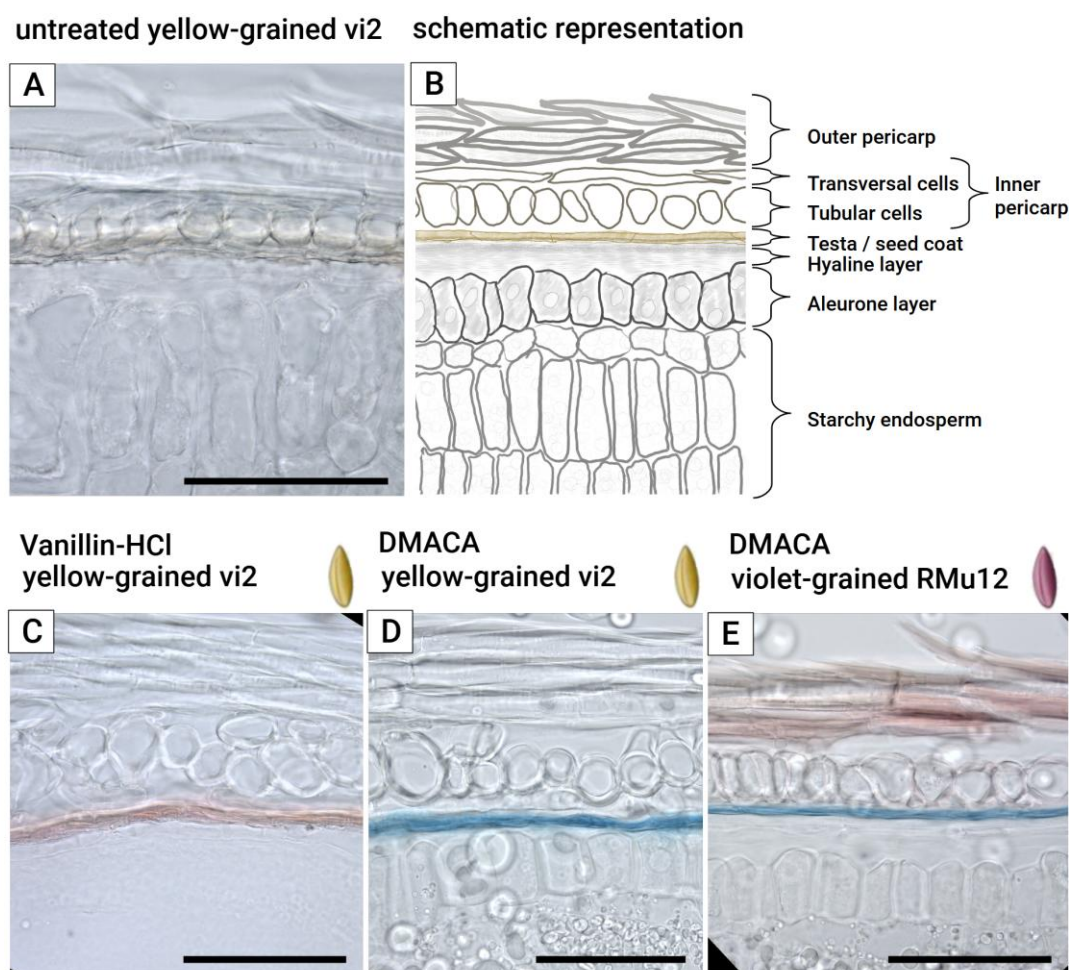 untreated yellow-grained vi2
schematic representation
A
B
Outer pericarp
Transversal cells
Tubular cells
Inner
pericarp
Testa / seed coat
Hyaline layer
Aleurone layer
Starchy endosperm
Vanillin-HCl
yellow-grained vi2
DMACA
yellow-grained vi2
DMACA
violet-grained RMu12
C
D
E